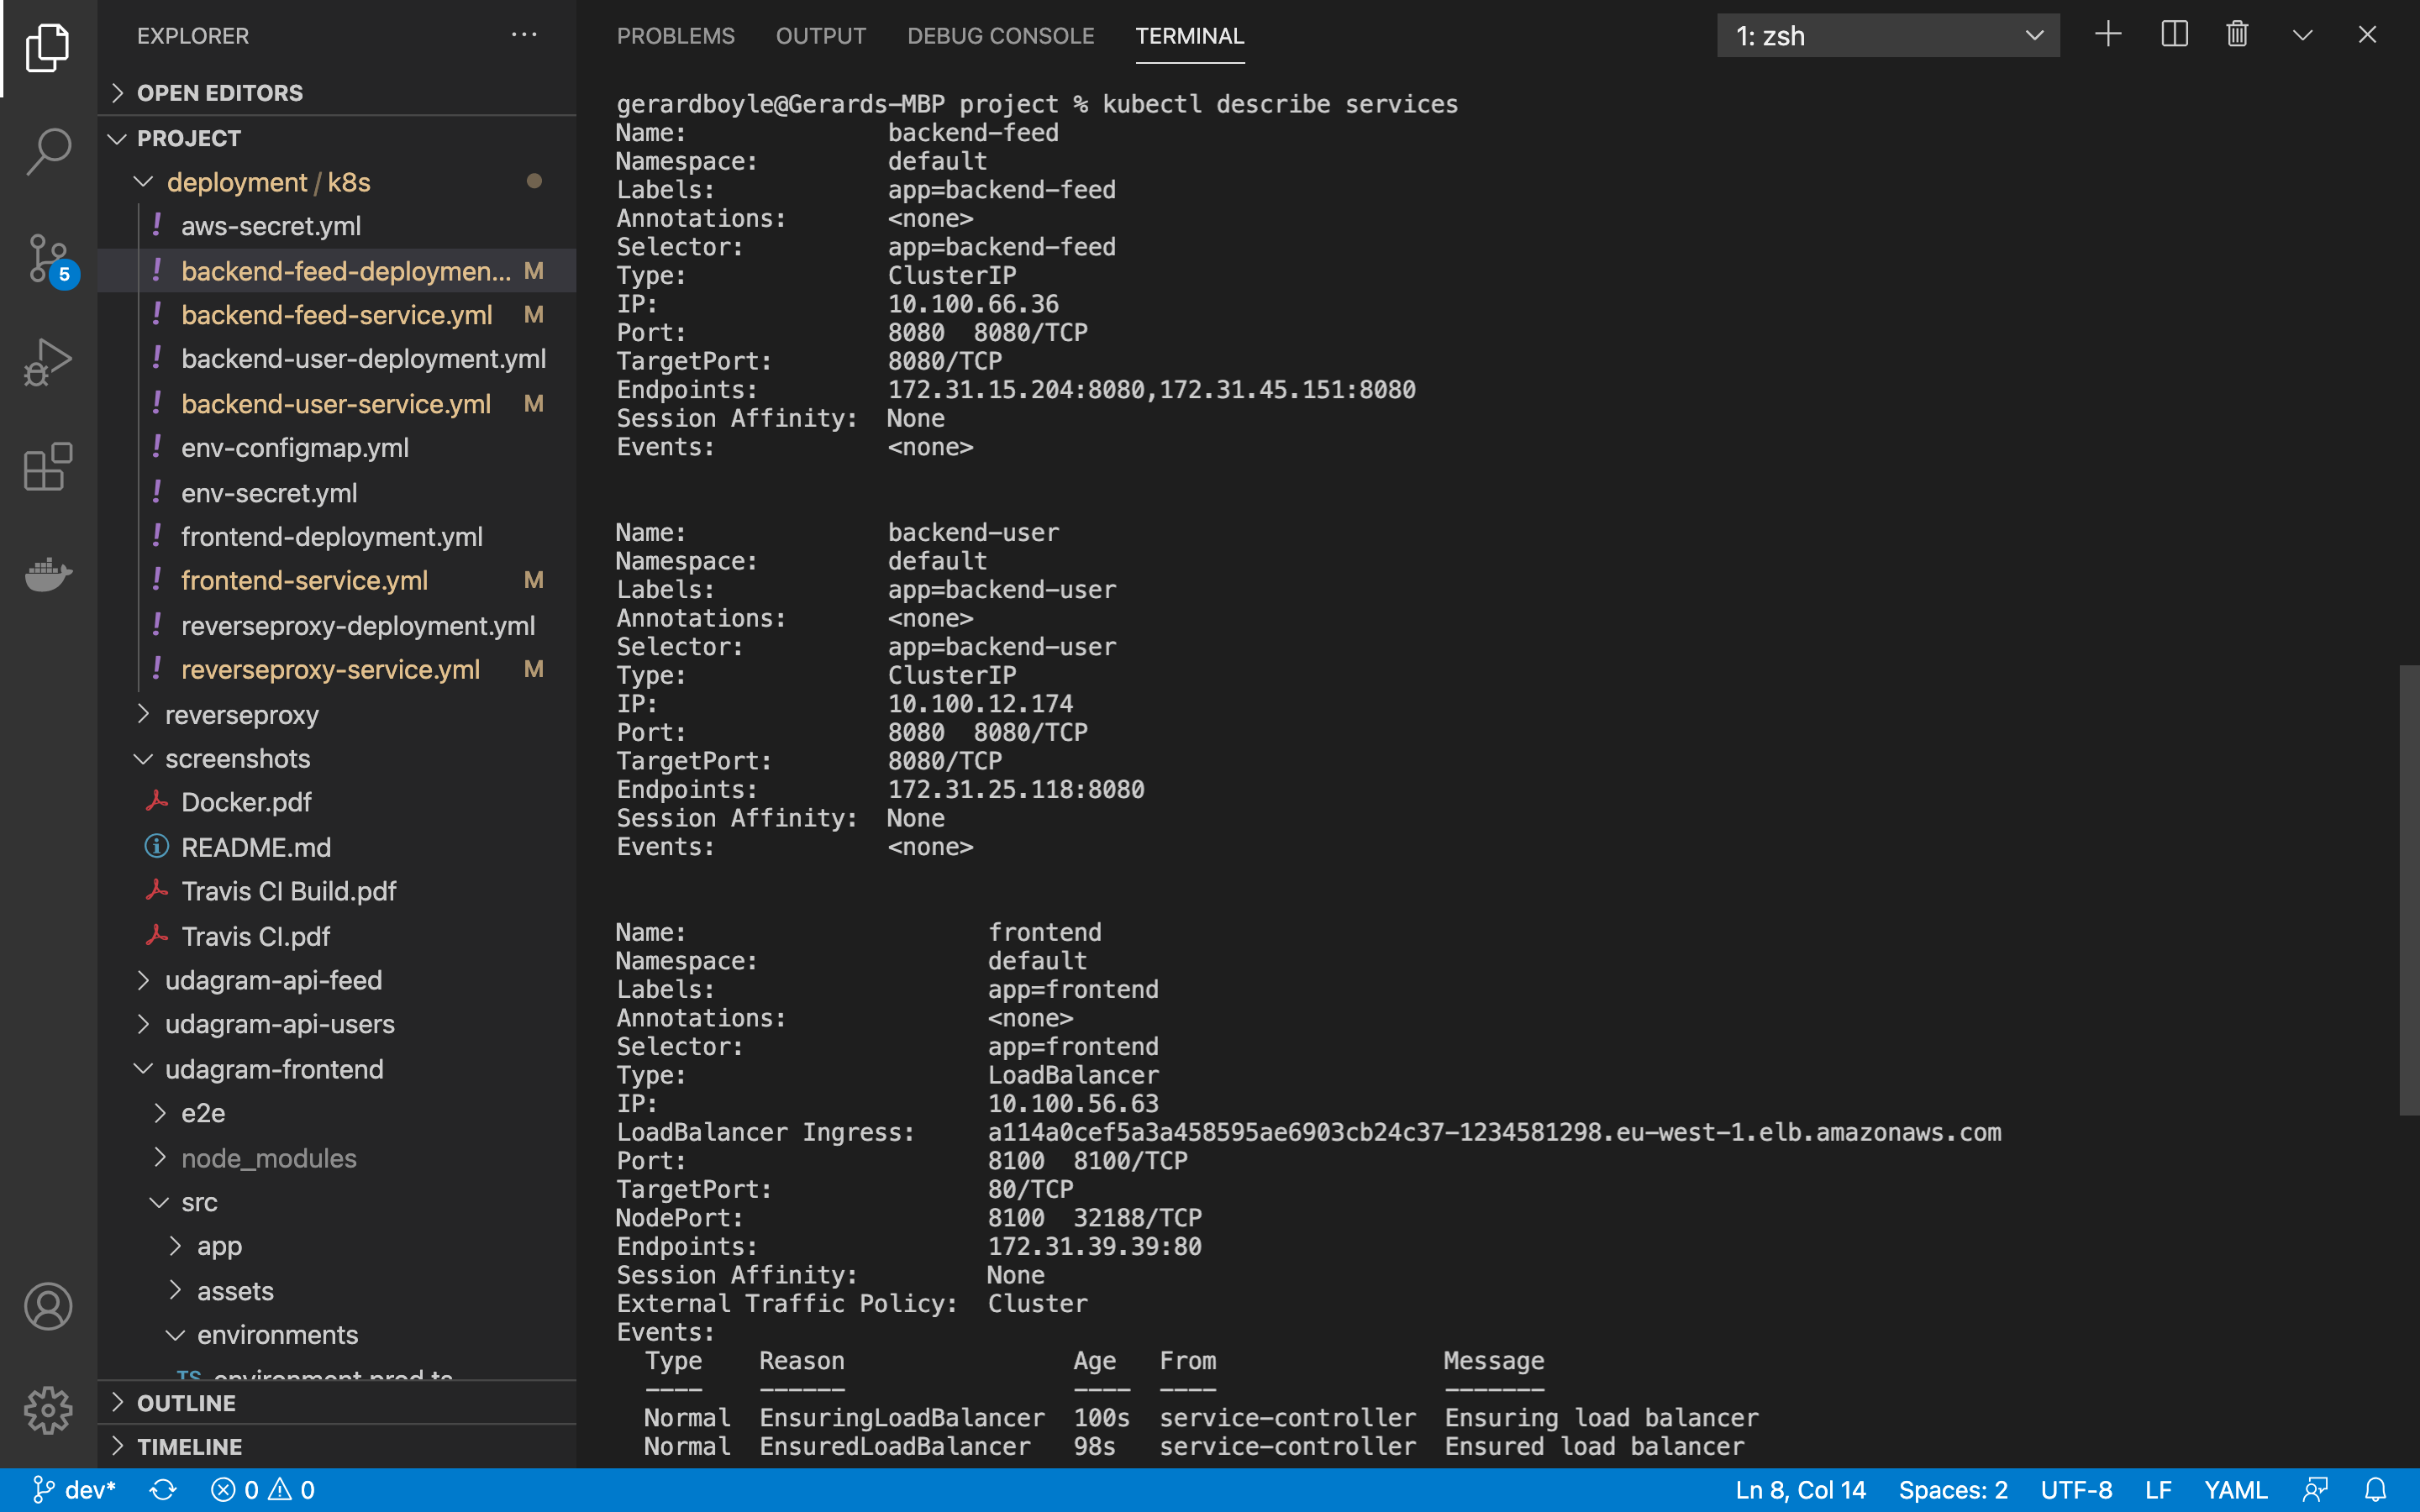 EXPLORER
OPEN EDITORS
PROJECT
deployment / k8s
! aws-secret.yml
! backend-feed-deploymen... M
! backend-feed-service.yml M
! backend-user-deployment.yml
! backend-user-service.yml M
! env-configmap.yml
! env-secret.yml
! frontend-deployment.yml
! frontend-service.yml M
! reverseproxy-deployment.yml
! reverseproxy-service.yml M
reverseproxy
screenshots
Docker.pdf
README.md
Travis CI Build.pdf
Travis CI.pdf
udagram-api-feed
udagram-api-users
udagram-frontend
e2e
node_modules
src
app
assets
environments
TS environment.prod.ts
OUTLINE
TIMELINE
5
PROBLEMS OUTPUT DEBUG CONSOLE TERMINAL 1: zsh
gerardboyle@Gerards-MBP project % kubectl describe services
Name: backend-feed
Namespace: default
Labels: app=backend-feed
Annotations: <none>
Selector: app=backend-feed
Type: ClusterIP
IP: 10.100.66.36
Port: 8080 8080/TCP
TargetPort: 8080/TCP
Endpoints: 172.31.15.204:8080,172.31.45.151:8080
Session Affinity: None
Events: <none>
Name: backend-user
Namespace: default
Labels: app=backend-user
Annotations: <none>
Selector: app=backend-user
Type: ClusterIP
IP: 10.100.12.174
Port: 8080 8080/TCP
TargetPort: 8080/TCP
Endpoints: 172.31.25.118:8080
Session Affinity: None
Events: <none>
Name: frontend
Namespace: default
Labels: app=frontend
Annotations: <none>
Selector: app=frontend
Type: LoadBalancer
IP: 10.100.56.63
LoadBalancer Ingress: a114a0cef5a3a458595ae6903cb24c37-1234581298.eu-west-1.elb.amazonaws.com
Port: 8100 8100/TCP
TargetPort: 80/TCP
NodePort: 8100 32188/TCP
Endpoints: 172.31.39.39:80
Session Affinity: None
External Traffic Policy: Cluster
Events:
Type Reason Age From Message
---- ------ ---- ---- -------
Normal EnsuringLoadBalancer 100s service-controller Ensuring load balancer
Normal EnsuredLoadBalancer 98s service-controller Ensured load balancer
dev* 0 0 Ln 8, Col 14 Spaces: 2 UTF-8 LF YAML